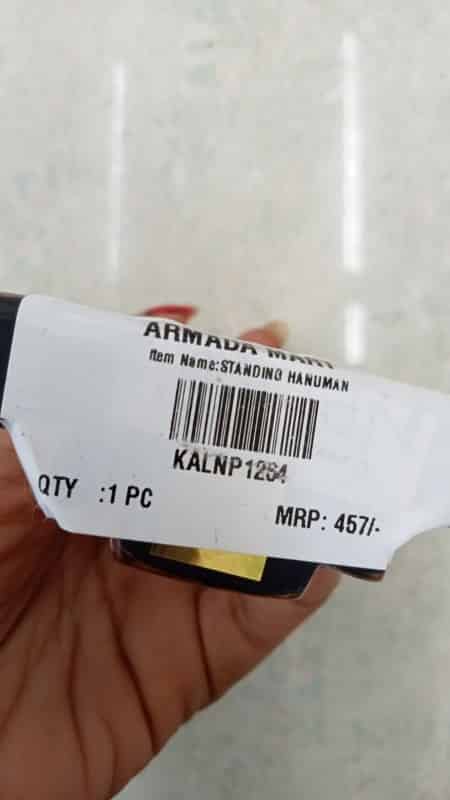 ARMADA MART
Item Name:STANDING HANUMAN
KALNP1264
QTY :1 PC
MRP: 457/-